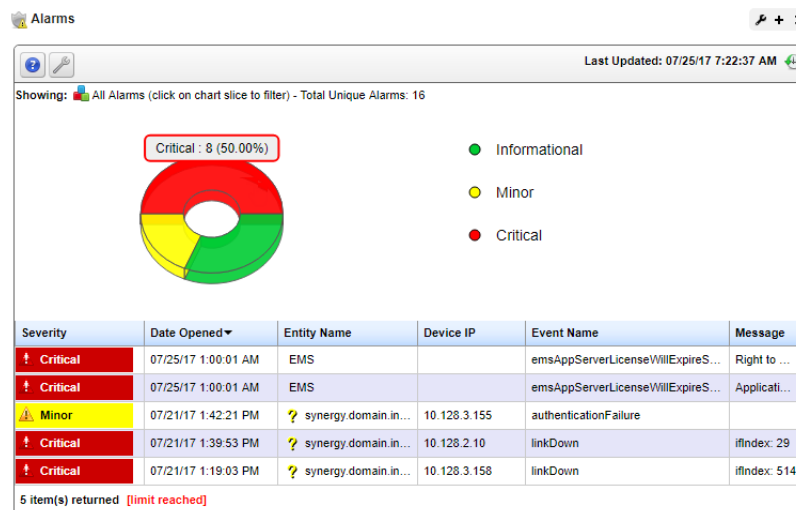 Alarms
Last Updated: 07/25/17 7:22:37 AM
Showing: All Alarms (click on chart slice to filter) - Total Unique Alarms: 16
Critical : 8 (50.00%)
Informational
Minor
Critical
Severity Date Opened Entity Name Device IP Event Name Message
Critical 07/25/17 1:00:01 AM EMS emsAppServerLicenseWillExpireS... Right to ...
Critical 07/25/17 1:00:01 AM EMS emsAppServerLicenseWillExpireS... Applicati...
Minor 07/21/17 1:42:21 PM ? synergy.domain.in... 10.128.3.155 authenticationFailure
Critical 07/21/17 1:39:53 PM ? synergy.domain.in... 10.128.2.10 linkDown ifIndex: 29
Critical 07/21/17 1:19:03 PM ? synergy.domain.in... 10.128.3.158 linkDown ifIndex: 514
5 item(s) returned [limit reached]